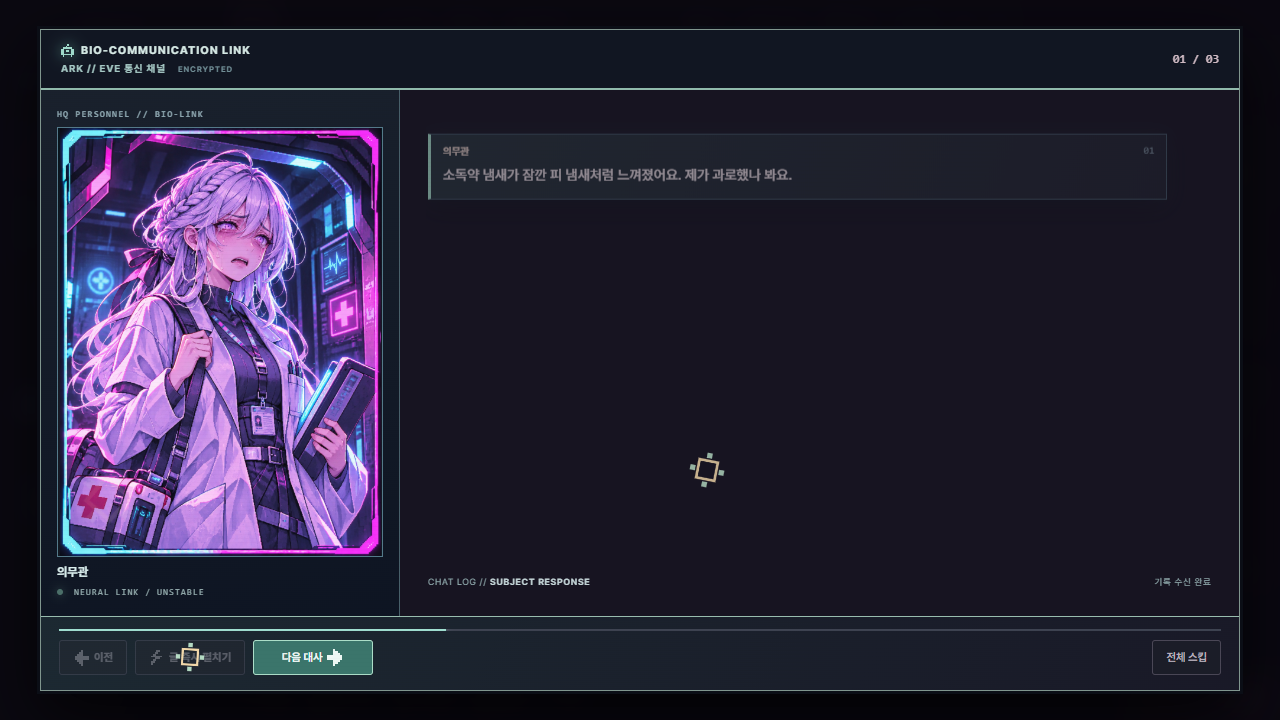 BIO-COMMUNICATION LINK
ARK // EVE 통신 채널 ENCRYPTED
01 / 03
HQ PERSONNEL // BIO-LINK
의무관
NEURAL LINK / UNSTABLE
의무관 01
소독약 냄새가 잠깐 피 냄새처럼 느껴졌어요. 제가 과로했나 봐요.
CHAT LOG // SUBJECT RESPONSE
기록 수신 완료
이전
펼치기
다음 대사
전체 스킵